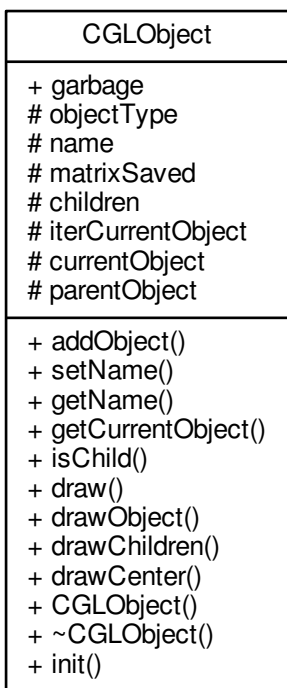 CGLObject
+ garbage
# objectType
# name
# matrixSaved
# children
# iterCurrentObject
# currentObject
# parentObject
+ addObject()
+ setName()
+ getName()
+ getCurrentObject()
+ isChild()
+ draw()
+ drawObject()
+ drawChildren()
+ drawCenter()
+ CGLObject()
+ ~CGLObject()
+ init()